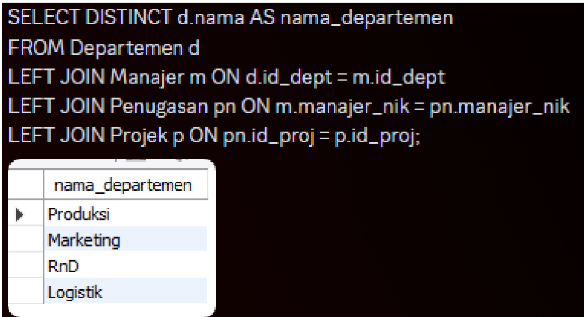 SELECT DISTINCT d.nama AS nama_departemen
FROM Departemen d
LEFT JOIN Manajer m ON d.id_dept = m.id_dept
LEFT JOIN Penugasan pn ON m.manajer_nik = pn.manajer_nik
LEFT JOIN Projek p ON pn.id_proj = p.id_proj;
nama_departemen
Produksi
Marketing
RnD
Logistik